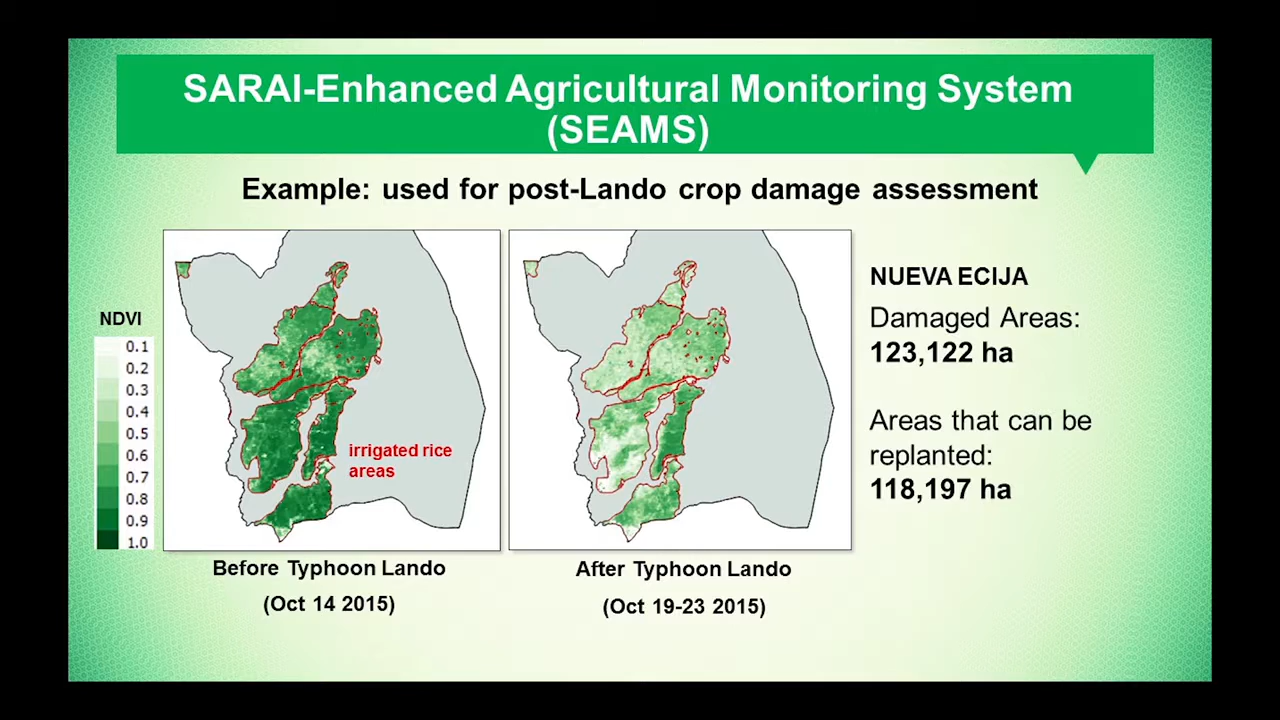 SARAI-Enhanced Agricultural Monitoring System
(SEAMS)
Example: used for post-Lando crop damage assessment
NDVI
0.1
0.2
0.3
0.4
0.5
0.6
0.7
0.8
0.9
1.0
irrigated rice
areas
Before Typhoon Lando
(Oct 14 2015)
After Typhoon Lando
(Oct 19-23 2015)
NUEVA ECIJA
Damaged Areas:
123,122 ha
Areas that can be
replanted:
118,197 ha